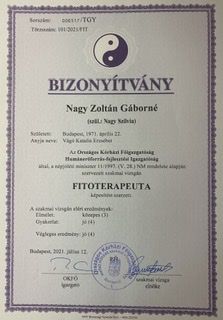 Sorszám: 006517/TGY
Törzsszám: 101/2021/FIT
BIZONYÍTVÁNY
Nagy Zoltán Gáborné
(szül.: Nagy Szilvia)
Született: Budapest, 1971. április 22.
Anyja neve: Vágó Katalin Erzsébet
Az Országos Kórházi Főigazgatóság
Humánerőforrás-fejlesztési Igazgatóság
által, a népjóléti miniszter 11/1997. (V. 28.) NM rendelete alapján
szervezett szakmai vizsgán
FITOTERAPEUTA
képesítést szerzett.
A szakmai vizsgán elért eredmények:
Elmélet: közepes (3)
Gyakorlat: jó (4)
Végleges eredmény: jó (4)
Budapest, 2021. július 12.
OKFŐ
(igazgató)
szakmai vizsga
elnöke